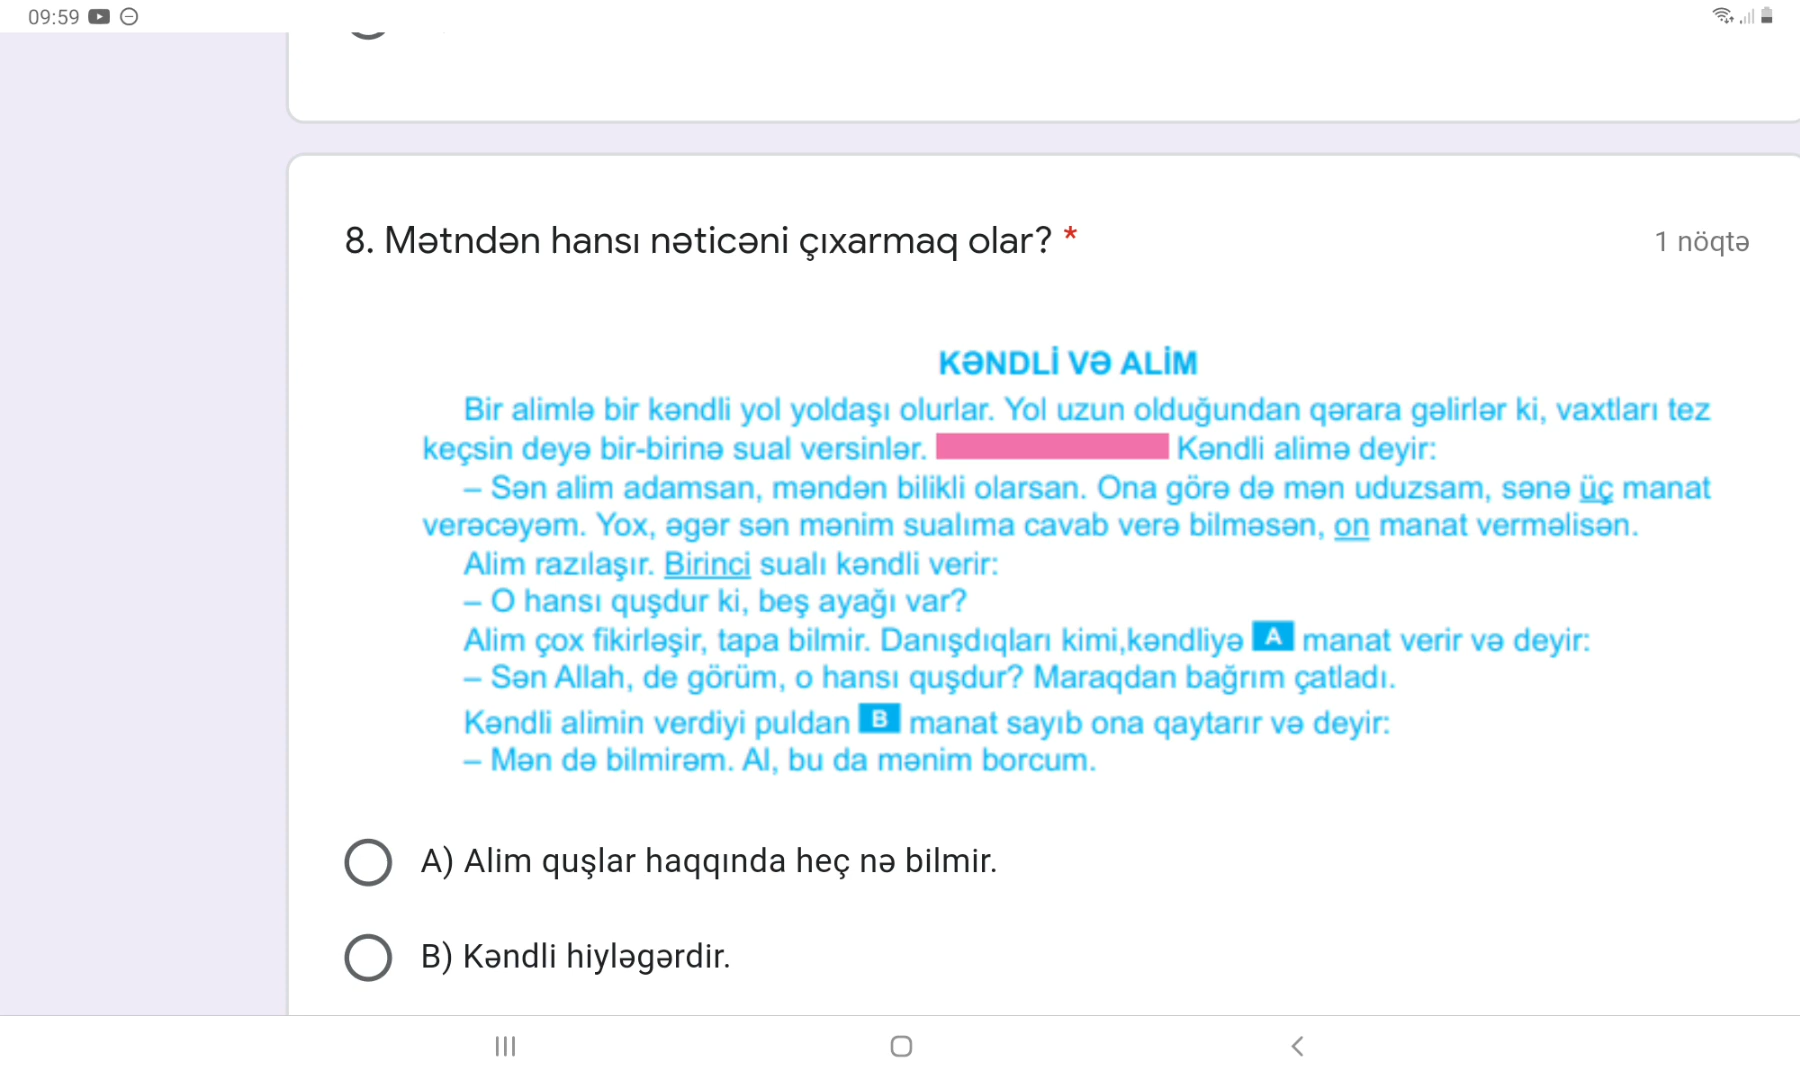 09:59
8. Mətndən hansı nəticəni çıxarmaq olar? *
1 nöqtə
KƏNDLİ VƏ ALİM
Bir alimlə bir kəndli yol yoldaşı olurlar. Yol uzun olduğundan qərara gəlirlər ki, vaxtları tez
keçsin deyə bir-birinə sual versinlər. Kəndli alimə deyir:
– Sən alim adamsan, məndən bilikli olarsan. Ona görə də mən uduzsam, sənə üç manat
verəcəyəm. Yox, əgər sən mənim sualıma cavab verə bilməsən, on manat verməlisən.
Alim razılaşır. Birinci sualı kəndli verir:
– O hansı quşdur ki, beş ayağı var?
Alim çox fikirləşir, tapa bilmir. Danışdıqları kimi,kəndliyə A manat verir və deyir:
– Sən Allah, de görüm, o hansı quşdur? Maraqdan bağrım çatladı.
Kəndli alimin verdiyi puldan B manat sayıb ona qaytarır və deyir:
– Mən də bilmirəm. Al, bu da mənim borcum.
A) Alim quşlar haqqında heç nə bilmir.
B) Kəndli hiyləgərdir.